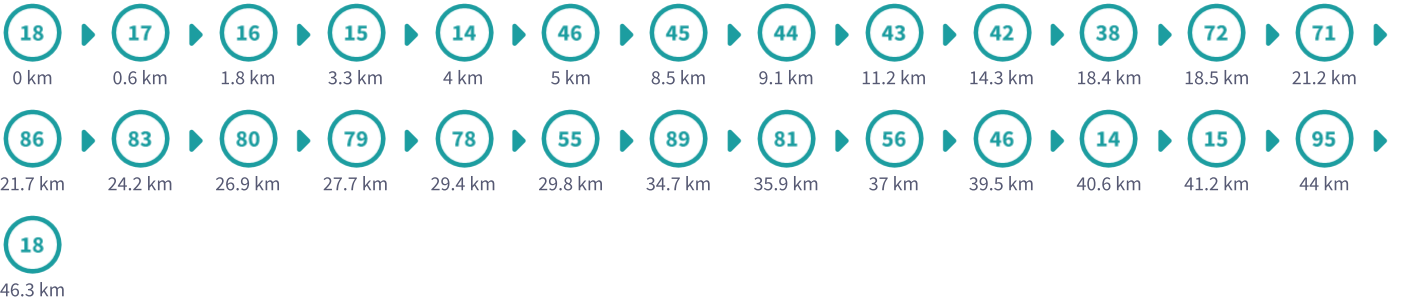 18 17 16 15 14 46 45 44 43 42 38 72 71
0 km 0.6 km 1.8 km 3.3 km 4 km 5 km 8.5 km 9.1 km 11.2 km 14.3 km 18.4 km 18.5 km 21.2 km
86 83 80 79 78 55 89 81 56 46 14 15 95
21.7 km 24.2 km 26.9 km 27.7 km 29.4 km 29.8 km 34.7 km 35.9 km 37 km 39.5 km 40.6 km 41.2 km 44 km
18
46.3 km